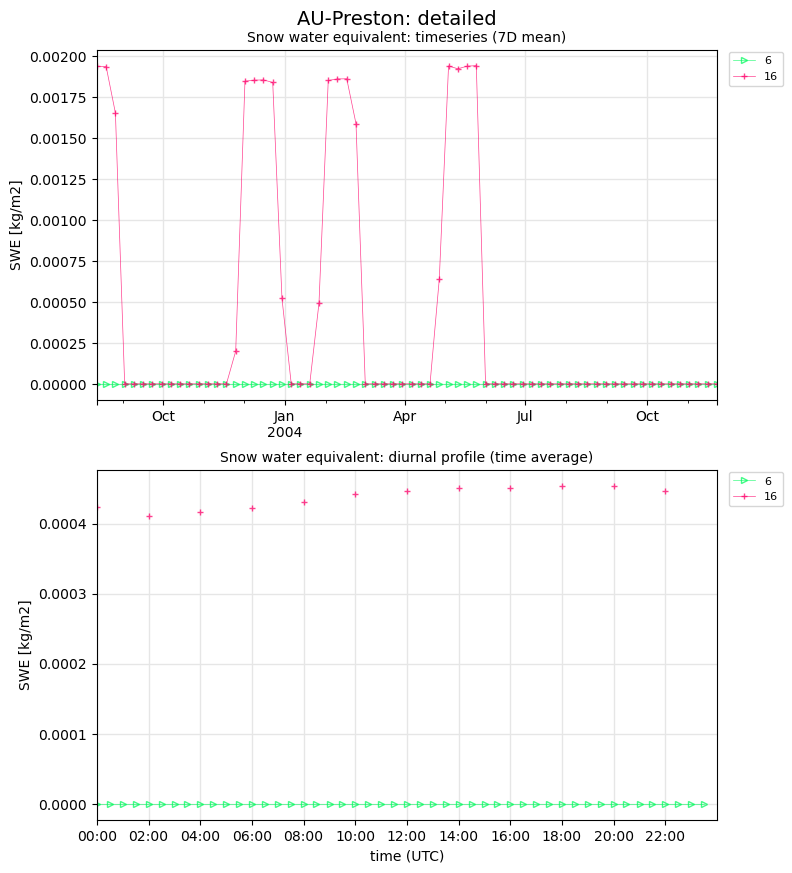 AU-Preston: detailed
Snow water equivalent: timeseries (7D mean)
0.00200
0.00175
0.00150
0.00125
0.00100
0.00075
0.00050
0.00025
0.00000
SWE [kg/m2]
Oct
Jan
2004
Apr
Jul
Oct
6
16
Snow water equivalent: diurnal profile (time average)
0.0004
0.0003
0.0002
0.0001
0.0000
SWE [kg/m2]
00:00 02:00 04:00 06:00 08:00 10:00 12:00 14:00 16:00 18:00 20:00 22:00
time (UTC)
6
16